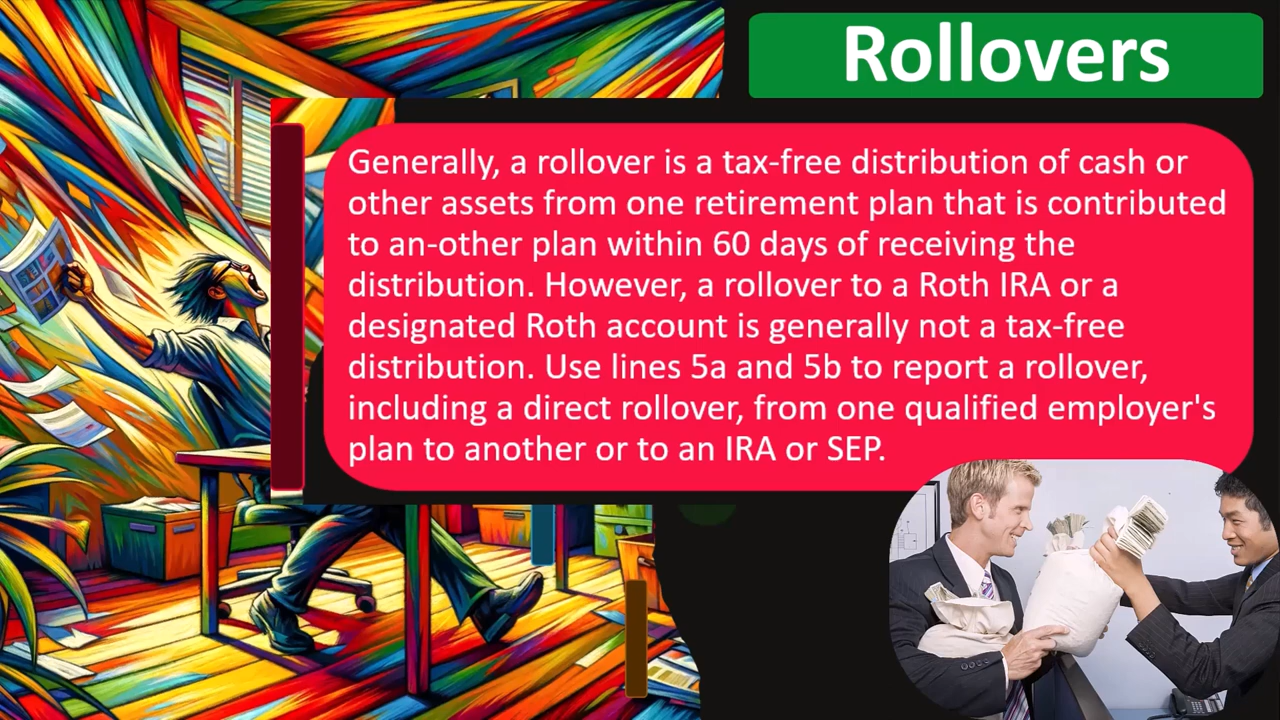 Rollovers
Generally, a rollover is a tax-free distribution of cash or
other assets from one retirement plan that is contributed
to an-other plan within 60 days of receiving the
distribution. However, a rollover to a Roth IRA or a
designated Roth account is generally not a tax-free
distribution. Use lines 5a and 5b to report a rollover,
including a direct rollover, from one qualified employer's
plan to another or to an IRA or SEP.